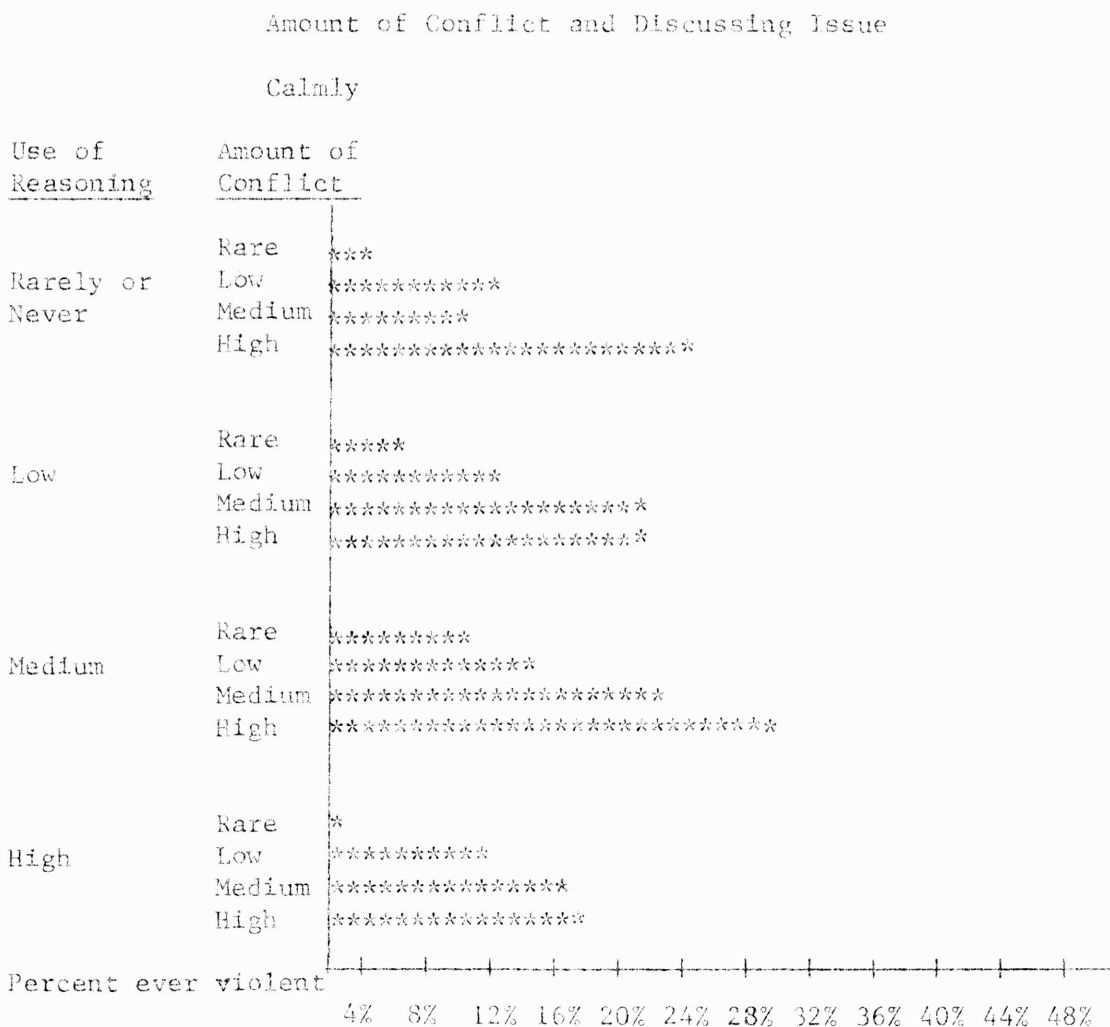 Amount of Conflict and Discussing Issue
Calmly
Use of Amount of
Reasoning Conflict
Rare ***
Rarely or Low ***********
Never Medium *********
High ***********************
Rare *****
Low Low ***********
Medium ********************
High ********************
Rare *********
Medium Low *************
Medium *********************
High ****************************
Rare *
High Low **********
Medium ***************
High ****************
Percent ever violent
4% 8% 12% 16% 20% 24% 28% 32% 36% 40% 44% 48%